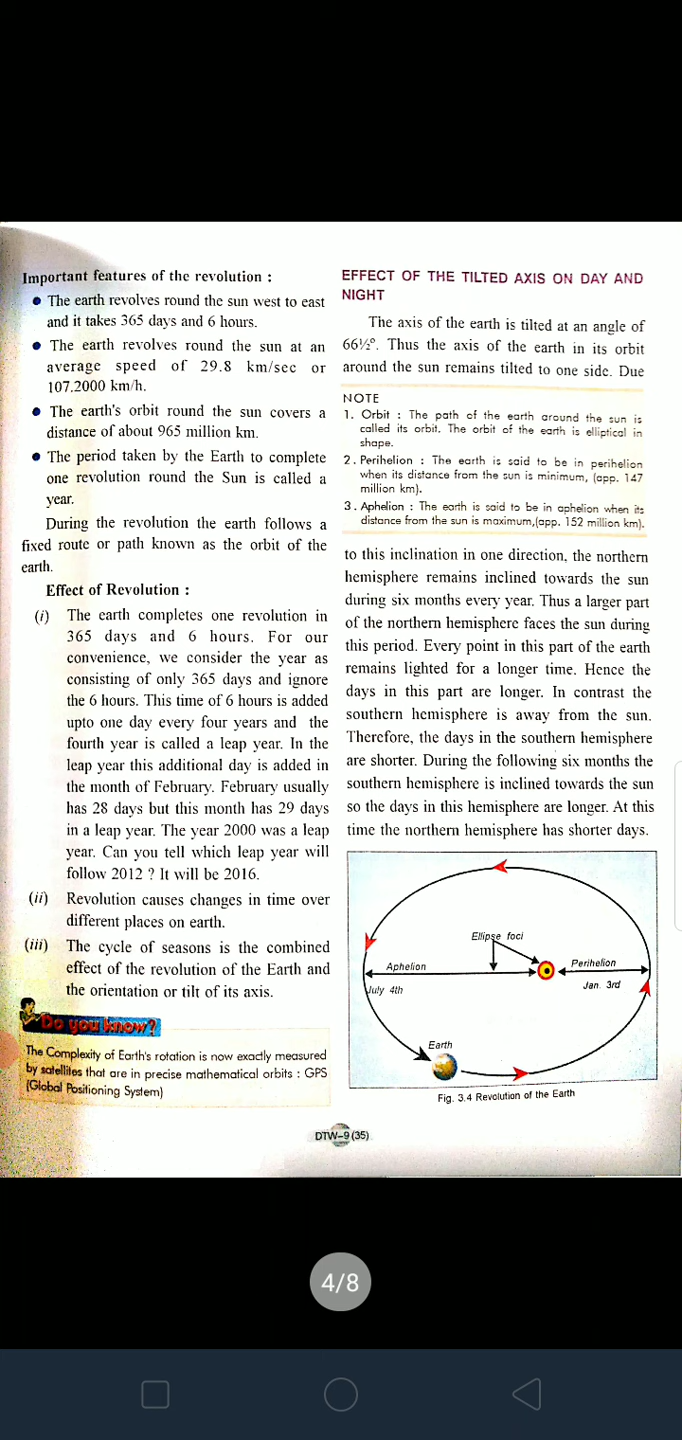 Important features of the revolution :
● The earth revolves round the sun west to east
and it takes 365 days and 6 hours.
● The earth revolves round the sun at an
average speed of 29.8 km/sec or
107,2000 km/h.
● The earth's orbit round the sun covers a
distance of about 965 million km.
● The period taken by the Earth to complete
one revolution round the Sun is called a
year.
During the revolution the earth follows a
fixed route or path known as the orbit of the
earth.
Effect of Revolution :
(i) The earth completes one revolution in
365 days and 6 hours. For our
convenience, we consider the year as
consisting of only 365 days and ignore
the 6 hours. This time of 6 hours is added
upto one day every four years and the
fourth year is called a leap year. In the
leap year this additional day is added in
the month of February. February usually
has 28 days but this month has 29 days
in a leap year. The year 2000 was a leap
year. Can you tell which leap year will
follow 2012 ? It will be 2016.
(ii) Revolution causes changes in time over
different places on earth.
(iii) The cycle of seasons is the combined
effect of the revolution of the Earth and
the orientation or tilt of its axis.
Do you know?
The Complexity of Earth's rotation is now exactly measured
by satellites that are in precise mathematical orbits : GPS
(Global Positioning System)
EFFECT OF THE TILTED AXIS ON DAY AND
NIGHT
The axis of the earth is tilted at an angle of
66½°. Thus the axis of the earth in its orbit
around the sun remains tilted to one side. Due
NOTE
1. Orbit : The path of the earth around the sun is
called its orbit. The orbit of the earth is elliptical in
shape.
2. Perihelion : The earth is said to be in perihelion
when its distance from the sun is minimum, (app. 147
million km).
3. Aphelion : The earth is said to be in aphelion when its
distance from the sun is maximum,(app. 152 million km).
to this inclination in one direction, the northern
hemisphere remains inclined towards the sun
during six months every year. Thus a larger part
of the northern hemisphere faces the sun during
this period. Every point in this part of the earth
remains lighted for a longer time. Hence the
days in this part are longer. In contrast the
southern hemisphere is away from the sun.
Therefore, the days in the southern hemisphere
are shorter. During the following six months the
southern hemisphere is inclined towards the sun
so the days in this hemisphere are longer. At this
time the northern hemisphere has shorter days.
Ellipse foci
Aphelion
Perihelion
July 4th
Jan. 3rd
Earth
Fig. 3.4 Revolution of the Earth
DTW–9 (35)
4/8